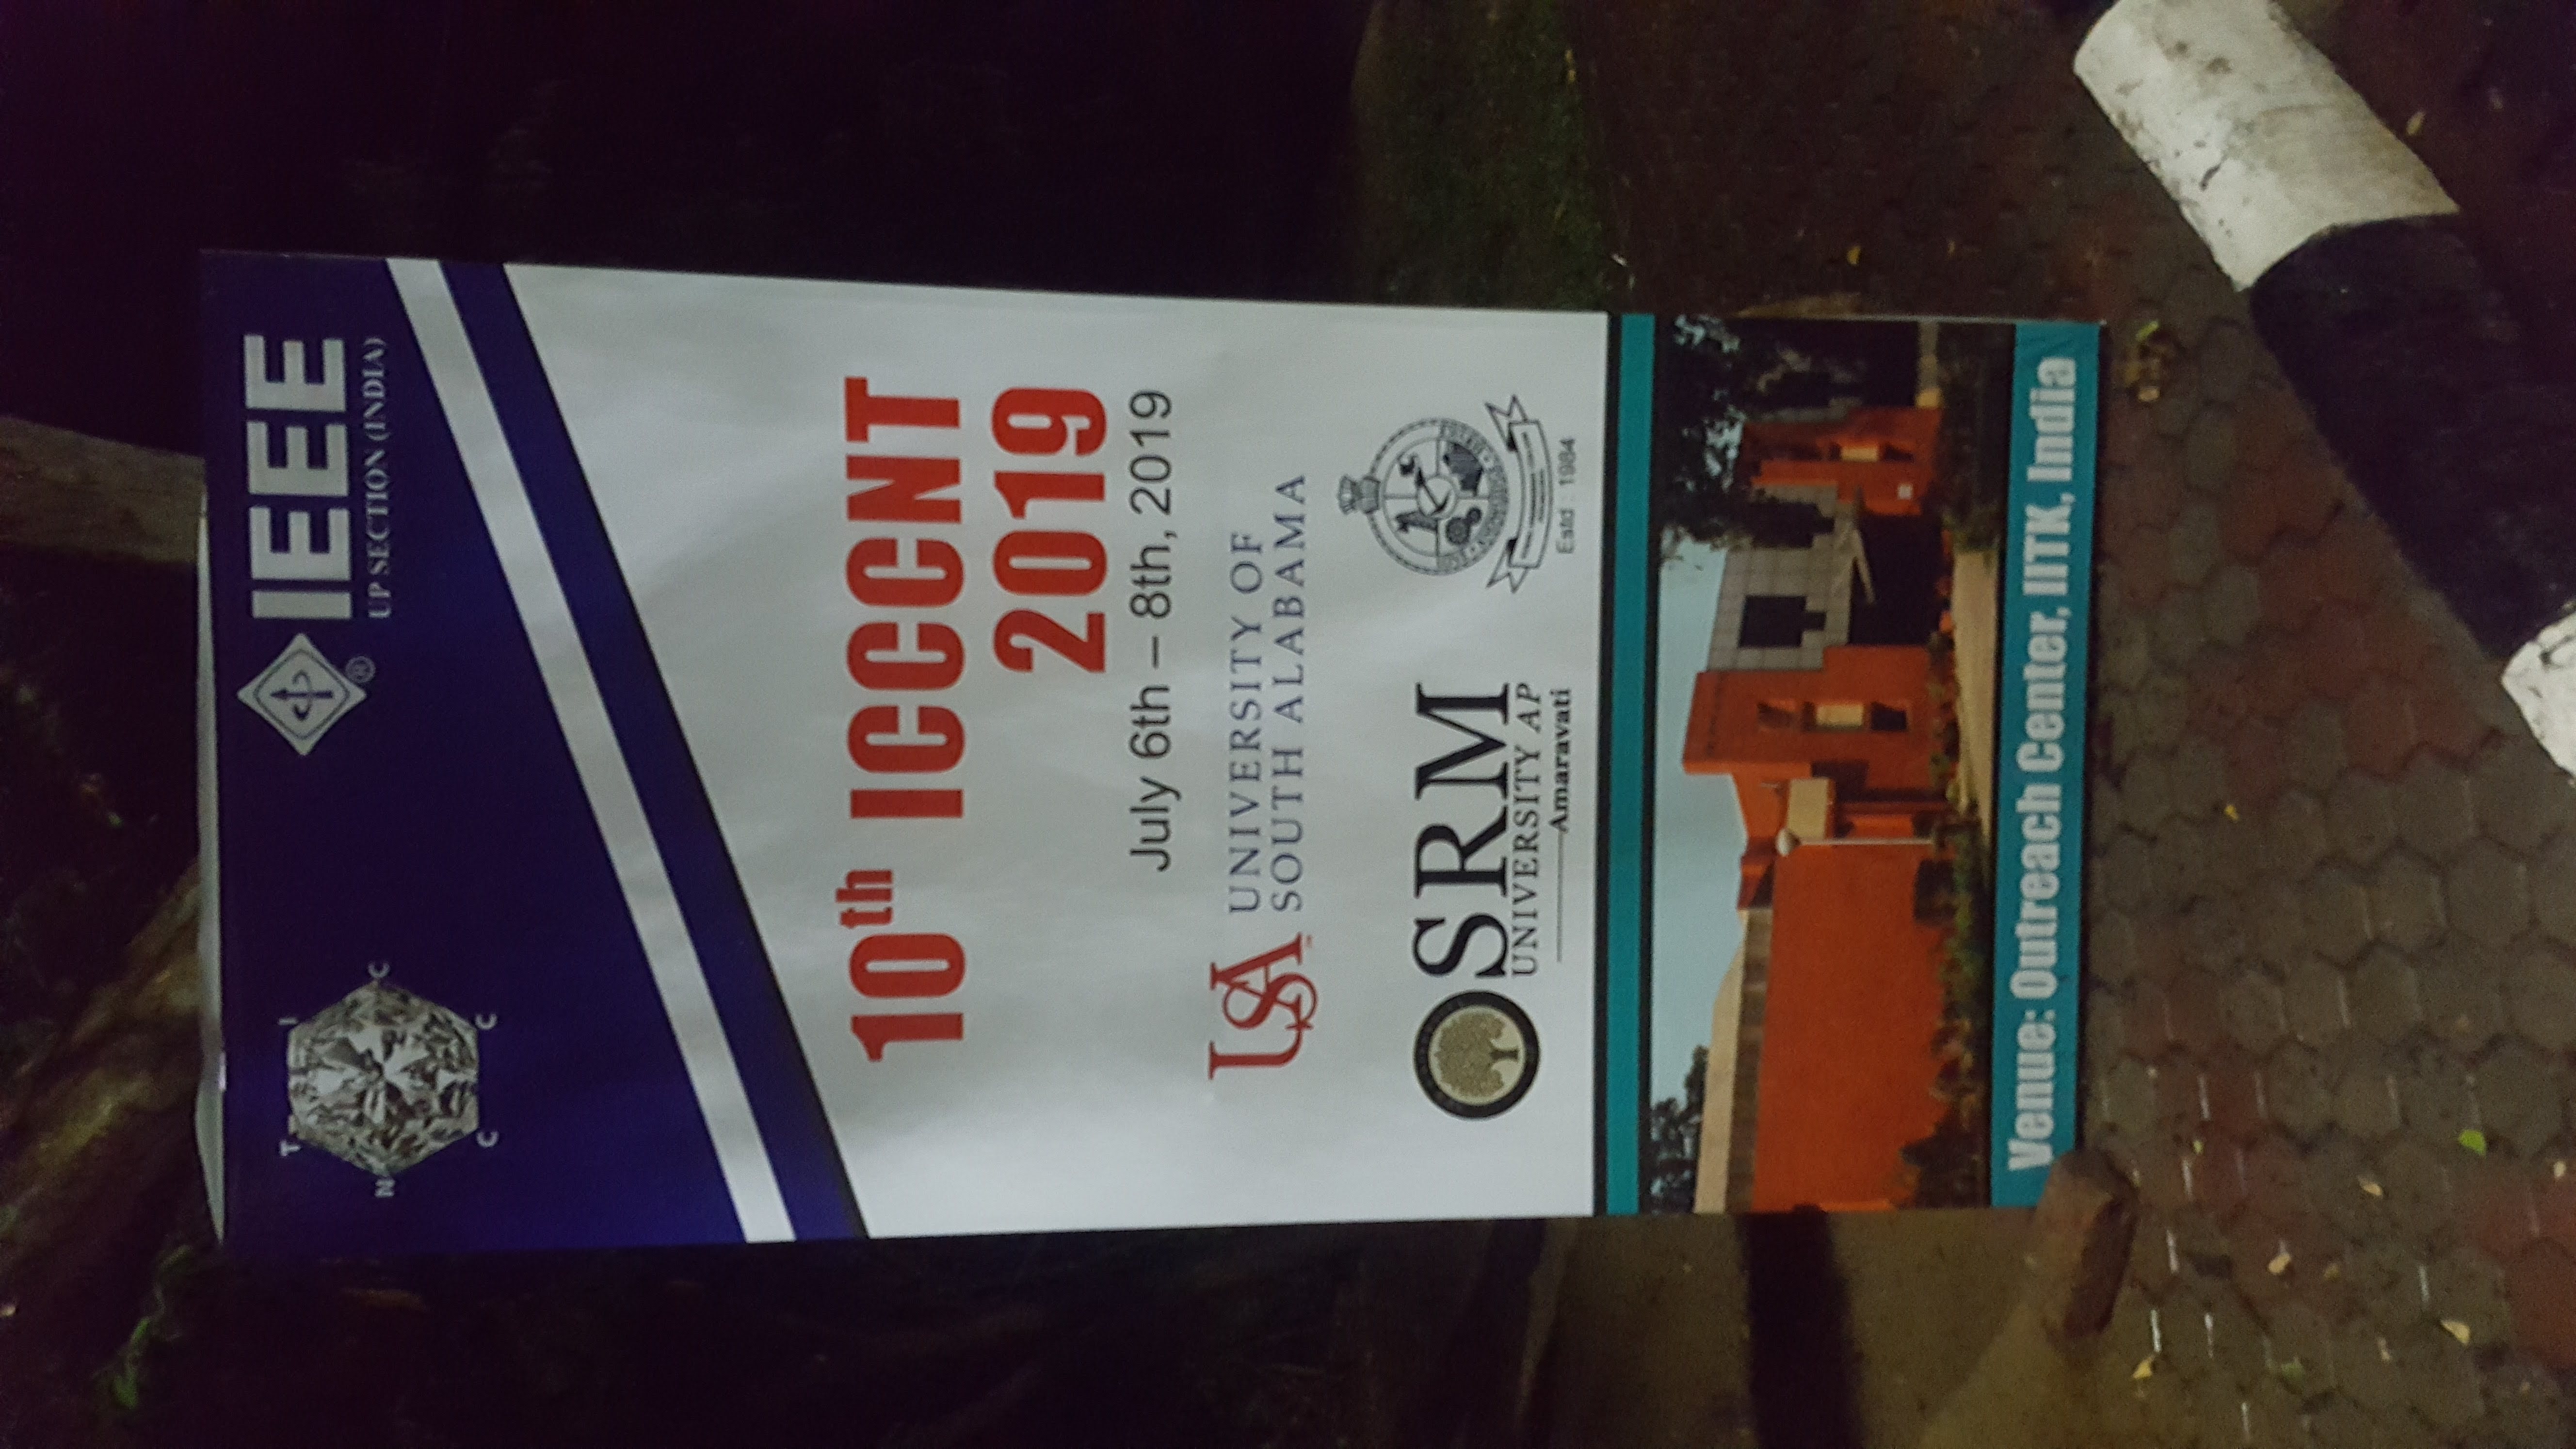 T I
N C
C C
IEEE
UP SECTION (INDIA)
10th ICCCNT
2019
July 6th – 8th, 2019
USA UNIVERSITY OF
SOUTH ALABAMA
SRM
UNIVERSITY AP
Amaravati
Estd : 1984
Venue: Outreach Center, IITK, India